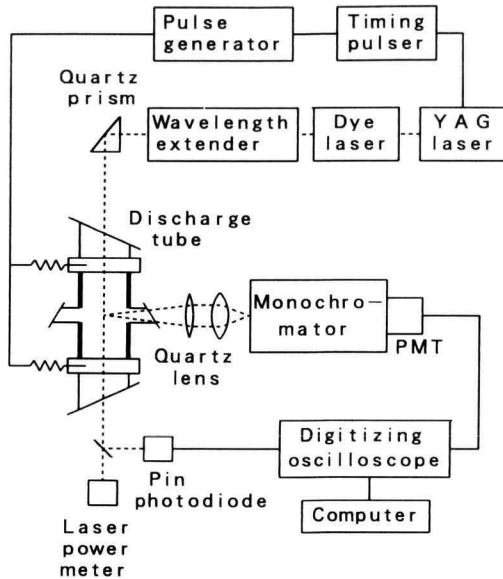 Pulse
generator
Timing
pulser
Quartz
prism
Wavelength
extender
Dye
laser
YAG
laser
Discharge
tube
Monochro-
mator
PMT
Quartz
lens
Digitizing
oscilloscope
Pin
photodiode
Computer
Laser
power
meter